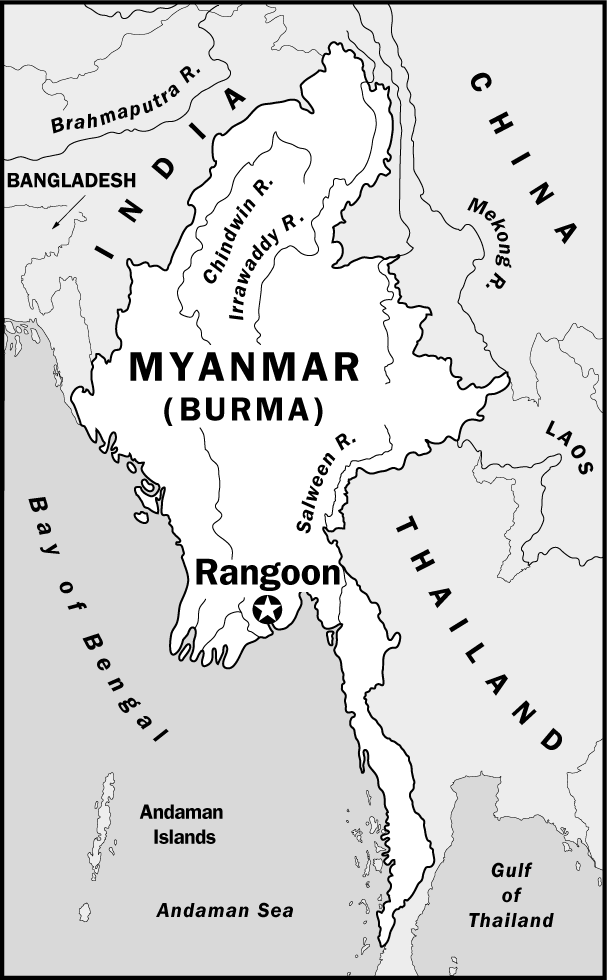 Brahmaputra R.
INDIA
CHINA
BANGLADESH
Chindwin R.
Irrawaddy R.
Mekong R.
MYANMAR
(BURMA)
LAOS
Salween R.
Bay of Bengal
THAILAND
Rangoon
Andaman
Islands
Andaman Sea
Gulf
of
Thailand